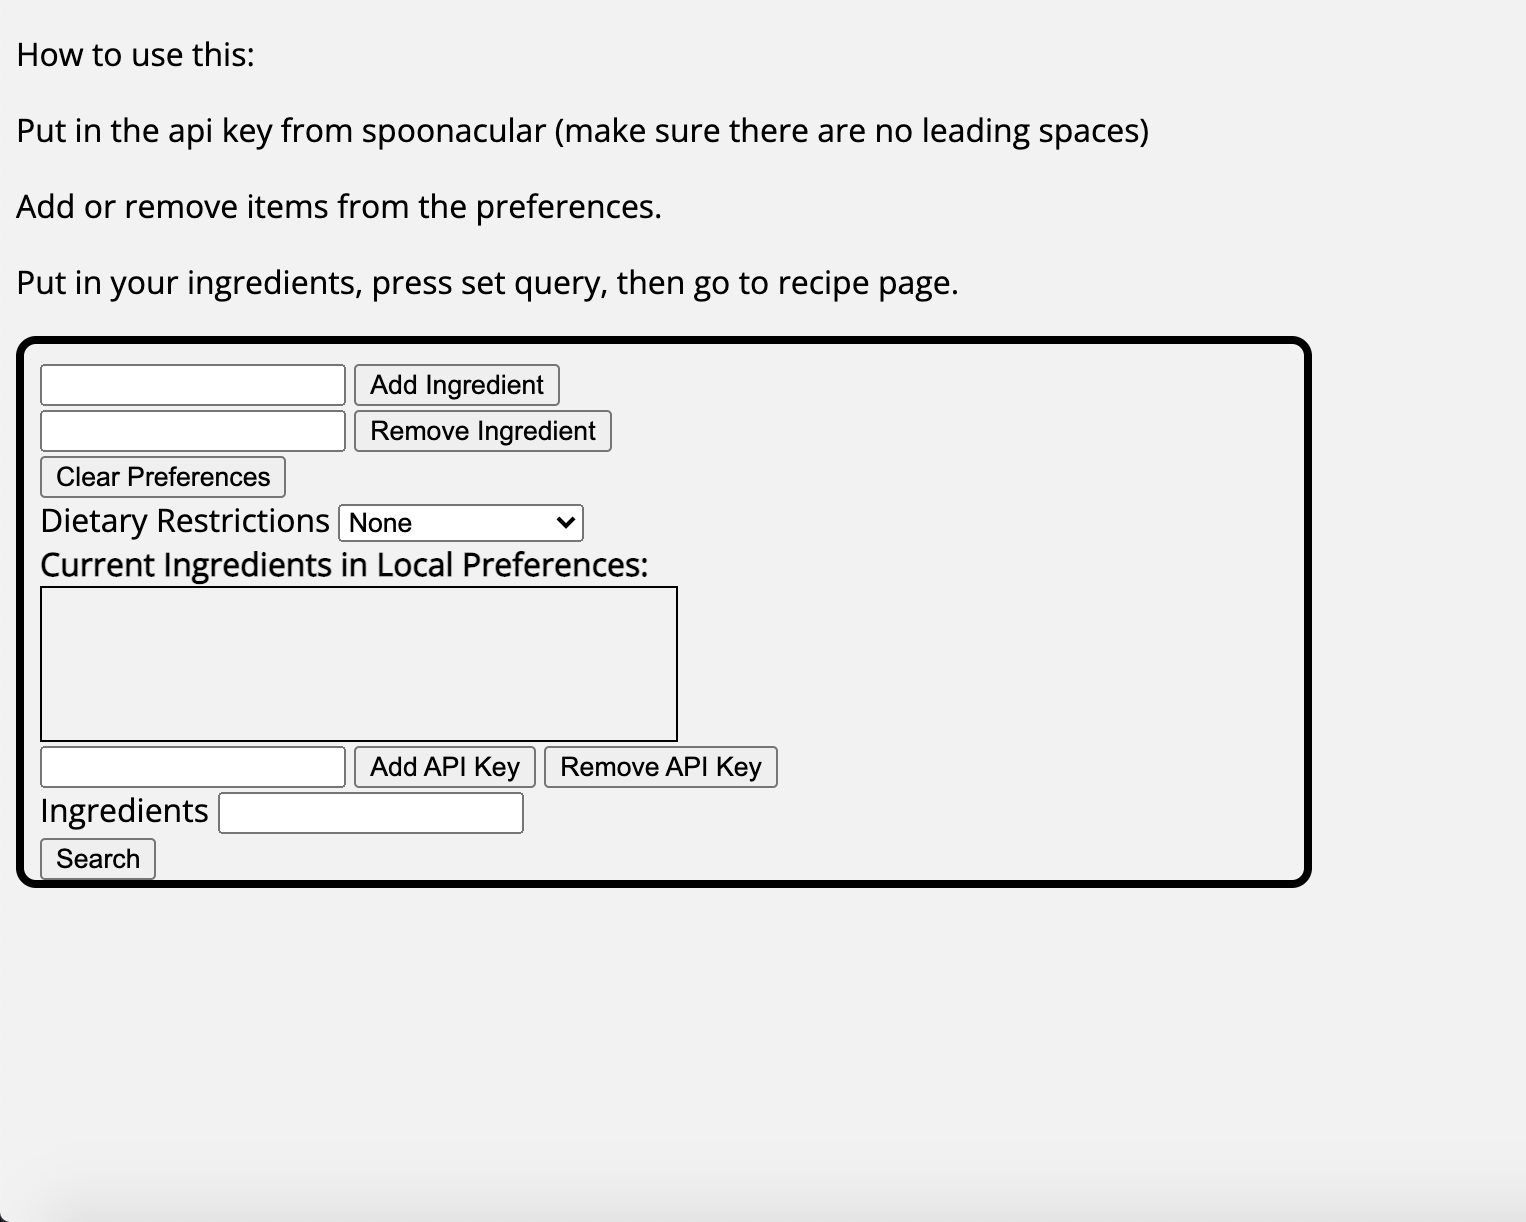 How to use this:
Put in the api key from spoonacular (make sure there are no leading spaces)
Add or remove items from the preferences.
Put in your ingredients, press set query, then go to recipe page.
Add Ingredient
Remove Ingredient
Clear Preferences
Dietary Restrictions None
Current Ingredients in Local Preferences:
Add API Key Remove API Key
Ingredients
Search